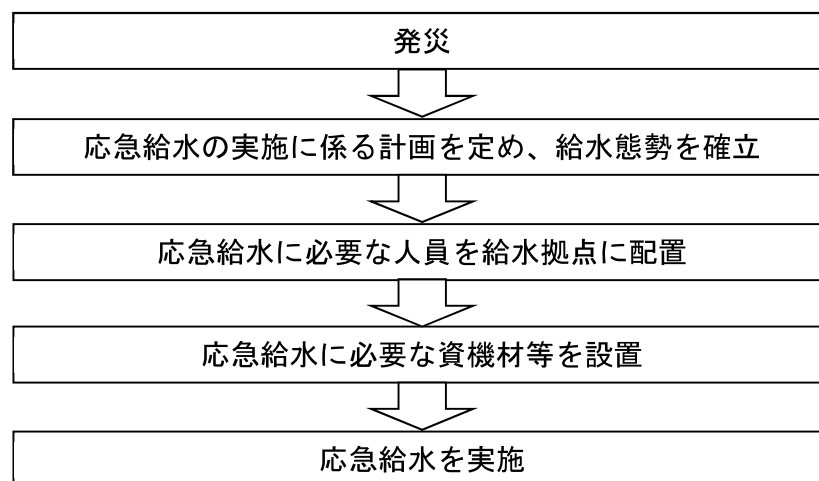 発災
応急給水の実施に係る計画を定め、給水態勢を確立
応急給水に必要な人員を給水拠点に配置
応急給水に必要な資機材等を設置
応急給水を実施